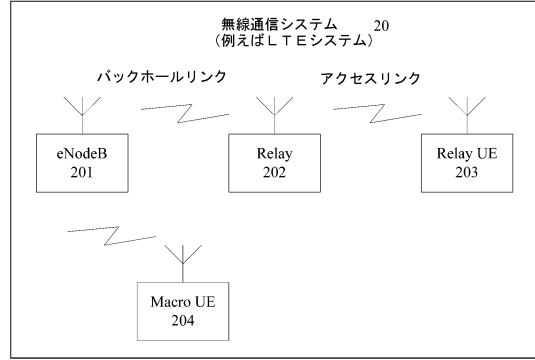 無線通信システム 20
(例えばLTEシステム)
バックホールリンク アクセスリンク
eNodeB
201
Relay
202
Relay UE
203
Macro UE
204